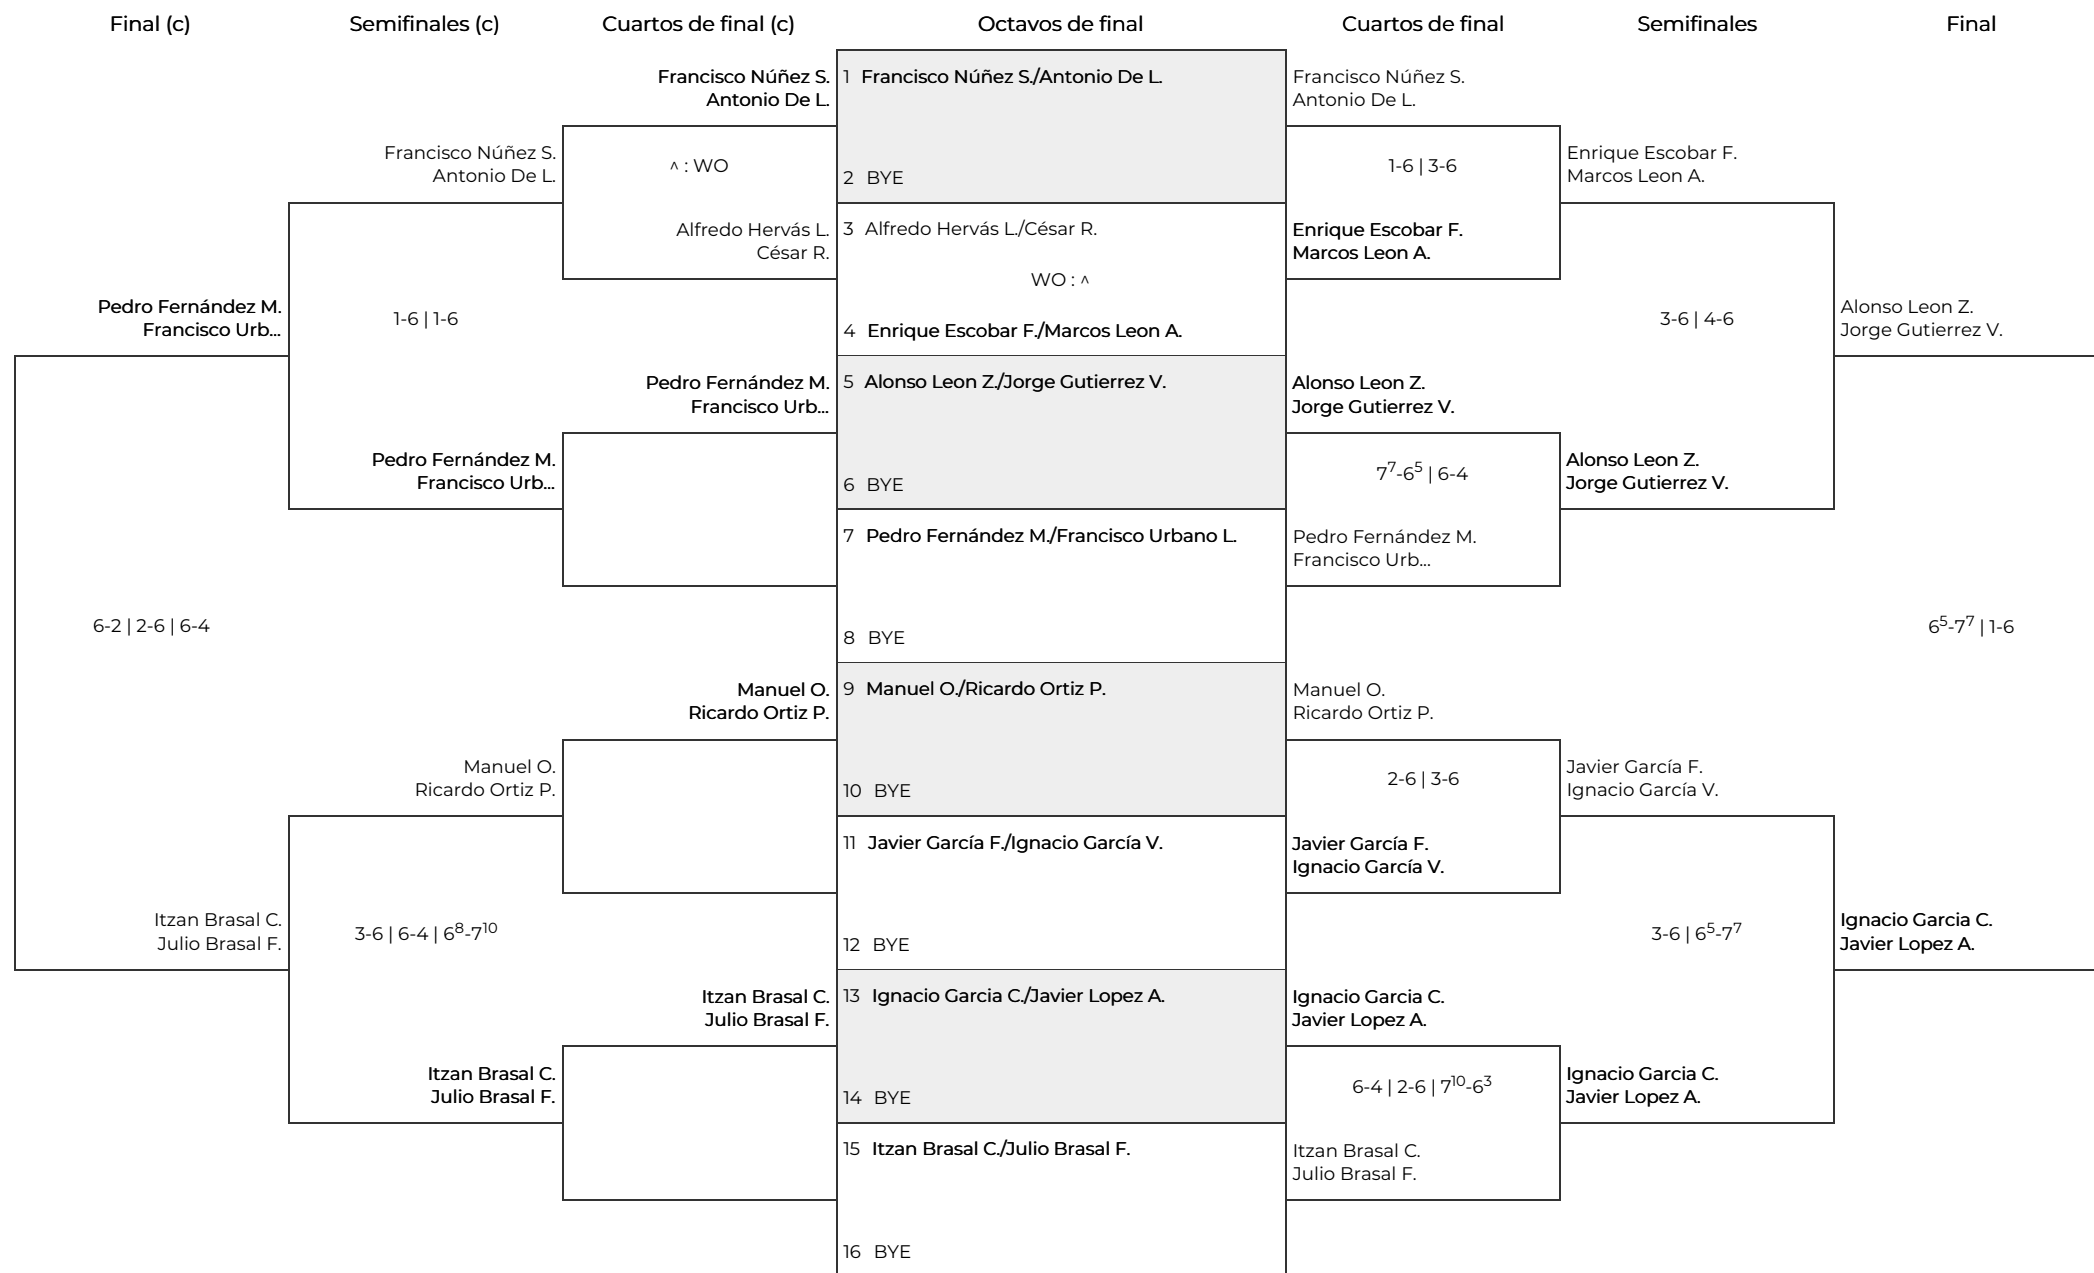 Final (c)
Semifinales (c)
Cuartos de final (c)
Octavos de final
Cuartos de final
Semifinales
Final
Pedro Fernández M.
Francisco Urb...
6-2 | 2-6 | 6-4
Itzan Brasal C.
Julio Brasal F.
Francisco Núñez S.
Antonio De L.
1-6 | 1-6
Pedro Fernández M.
Francisco Urb...
Manuel O.
Ricardo Ortiz P.
3-6 | 6-4 | 6⁸-7¹⁰
Itzan Brasal C.
Julio Brasal F.
Francisco Núñez S.
Antonio De L.
^ : WO
Alfredo Hervás L.
César R.
Pedro Fernández M.
Francisco Urb...
Manuel O.
Ricardo Ortiz P.
Itzan Brasal C.
Julio Brasal F.
1 Francisco Núñez S./Antonio De L.
2 BYE
3 Alfredo Hervás L./César R.
WO : ^
4 Enrique Escobar F./Marcos Leon A.
5 Alonso Leon Z./Jorge Gutierrez V.
6 BYE
7 Pedro Fernández M./Francisco Urbano L.
8 BYE
9 Manuel O./Ricardo Ortiz P.
10 BYE
11 Javier García F./Ignacio García V.
12 BYE
13 Ignacio Garcia C./Javier Lopez A.
14 BYE
15 Itzan Brasal C./Julio Brasal F.
16 BYE
Francisco Núñez S.
Antonio De L.
1-6 | 3-6
Enrique Escobar F.
Marcos Leon A.
Alonso Leon Z.
Jorge Gutierrez V.
7⁷-6⁵ | 6-4
Pedro Fernández M.
Francisco Urb...
Manuel O.
Ricardo Ortiz P.
2-6 | 3-6
Javier García F.
Ignacio García V.
Ignacio Garcia C.
Javier Lopez A.
6-4 | 2-6 | 7¹⁰-6³
Itzan Brasal C.
Julio Brasal F.
Enrique Escobar F.
Marcos Leon A.
3-6 | 4-6
Alonso Leon Z.
Jorge Gutierrez V.
Javier García F.
Ignacio García V.
3-6 | 6⁵-7⁷
Ignacio Garcia C.
Javier Lopez A.
Alonso Leon Z.
Jorge Gutierrez V.
6⁵-7⁷ | 1-6
Ignacio Garcia C.
Javier Lopez A.